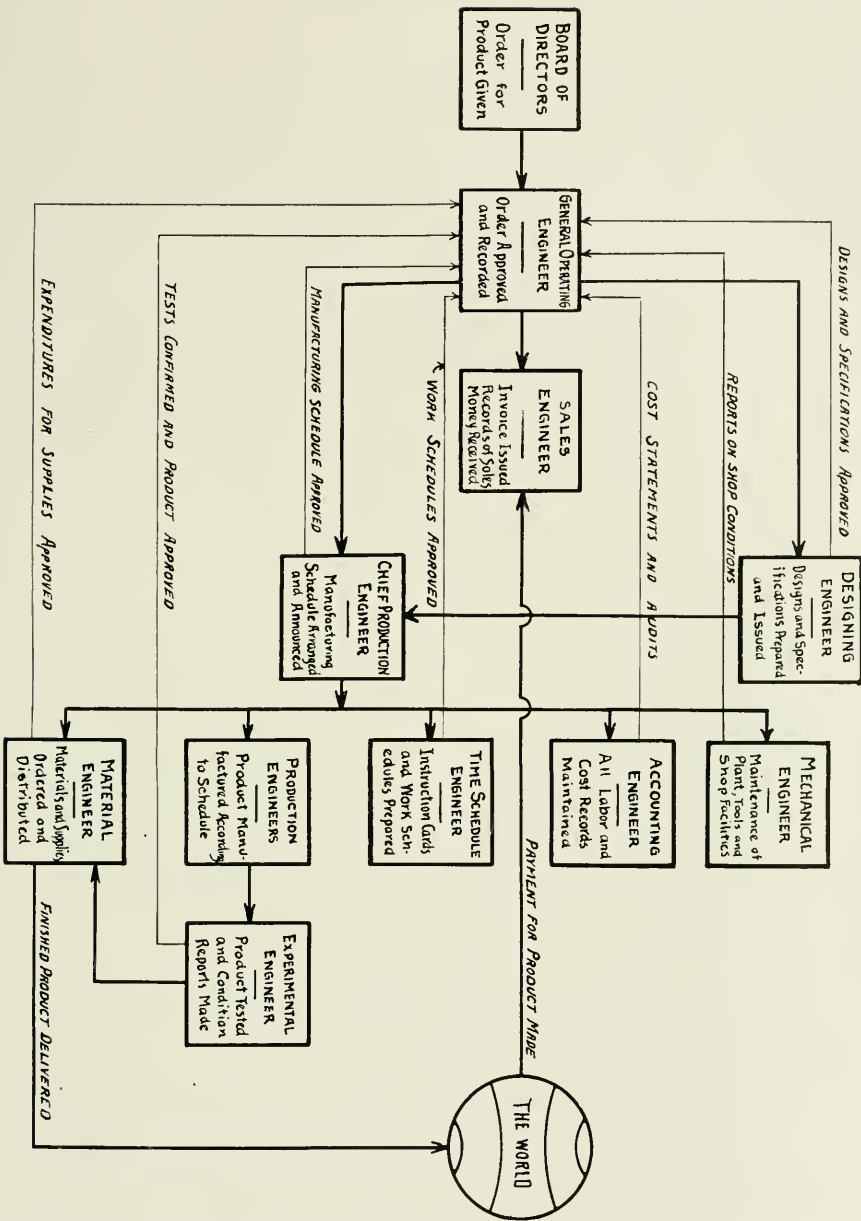 BOARD OF
DIRECTORS
Order for
Product Given
GENERAL OPERATING
ENGINEER
Order Approved
and Recorded
SALES
ENGINEER
Invoice Issued
Records of Sales
Money Received
DESIGNING
ENGINEER
Designs and Spec-
ifications Prepared
and Issued
CHIEF PRODUCTION
ENGINEER
Manufacturing
Schedule Arranged
and Announced
MECHANICAL
ENGINEER
Maintenance of
Plant, Tools and
Shop Facilities
ACCOUNTING
ENGINEER
All Labor and
Cost Records
Maintained
TIME SCHEDULE
ENGINEER
Instruction Cards
and Work Sch-
edules Prepared
PRODUCTION
ENGINEERS
Product Manu-
factured According
to Schedule
MATERIAL
ENGINEER
Materials and Supplies
Ordered and
Distributed
EXPERIMENTAL
ENGINEER
Product Tested
and Condition
Reports Made
THE WORLD
DESIGNS AND SPECIFICATIONS APPROVED
REPORTS ON SHOP CONDITIONS
COST STATEMENTS AND AUDITS
WORK SCHEDULES APPROVED
MANUFACTURING SCHEDULE APPROVED
TESTS CONFIRMED AND PRODUCT APPROVED
EXPENDITURES FOR SUPPLIES APPROVED
PAYMENT FOR PRODUCT MADE
FINISHED PRODUCT DELIVERED